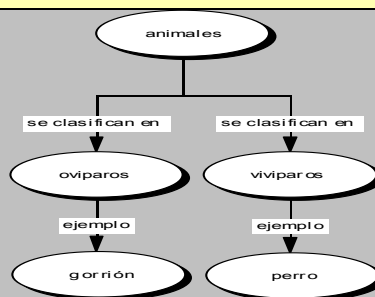 animales
se clasifican en se clasifican en
oviparos viviparos
ejemplo ejemplo
gorrión perro